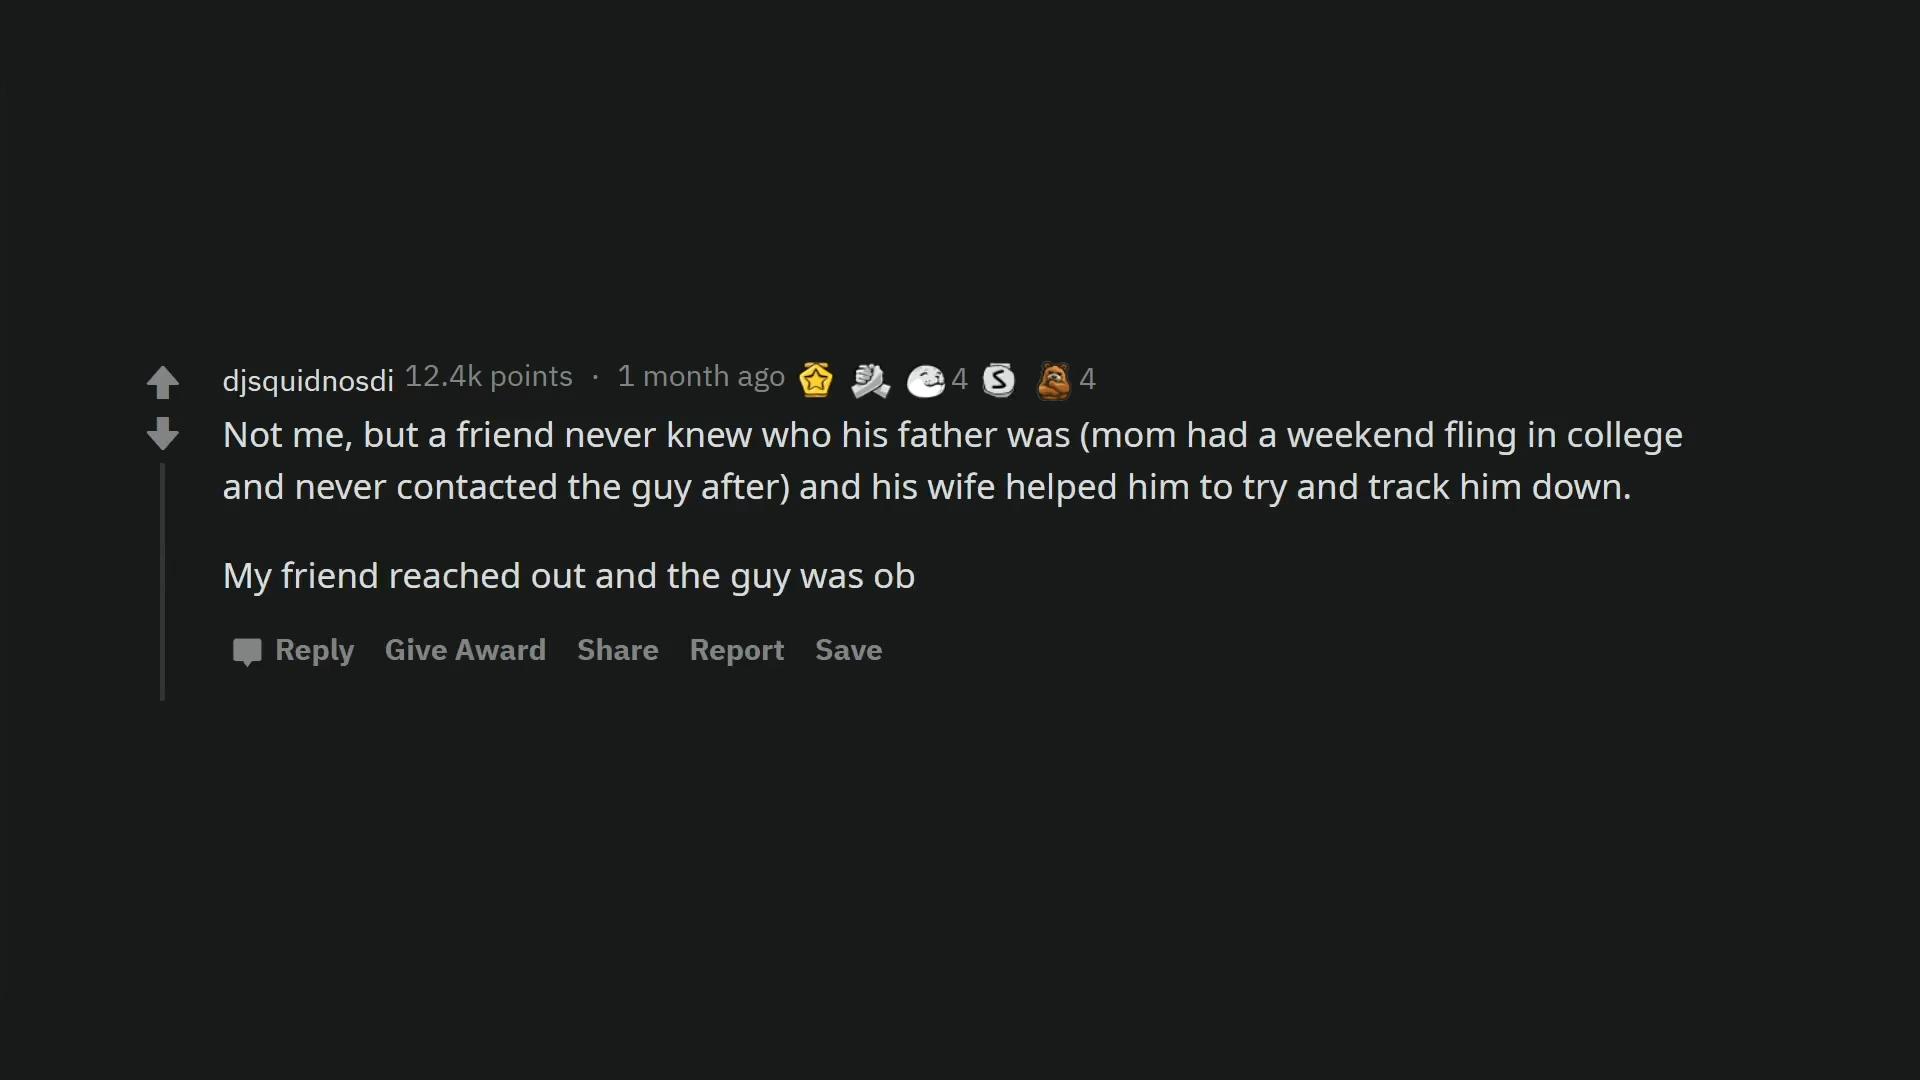 djsquidnosdi 12.4k points · 1 month ago 4 S 4
Not me, but a friend never knew who his father was (mom had a weekend fling in college
and never contacted the guy after) and his wife helped him to try and track him down.
My friend reached out and the guy was ob
Reply Give Award Share Report Save